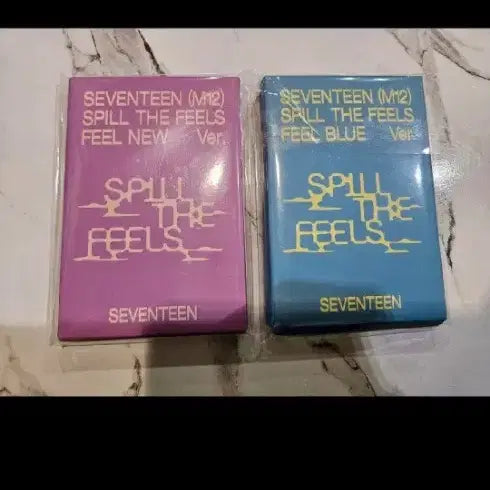 SEVENTEEN (M12)
SPILL THE FEELS
FEEL NEW Ver.
SPILL
THE
FEELS
SEVENTEEN
SEVENTEEN (M12)
SPILL THE FEELS
FEEL BLUE Ver.
SPILL
THE
FEELS
SEVENTEEN